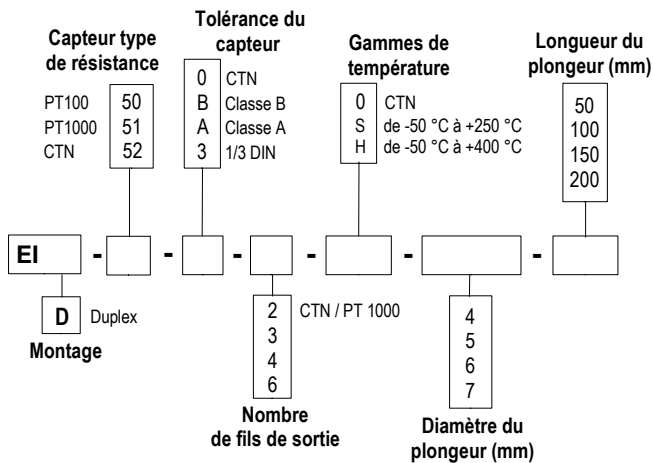 Capteur type
de résistance
PT100 50
PT1000 51
CTN 52
Tolérance du
capteur
0 CTN
B Classe B
A Classe A
3 1/3 DIN
Gammes de
température
0 CTN
S de -50 °C à +250 °C
H de -50 °C à +400 °C
Longueur du
plongeur (mm)
50
100
150
200
EI - - - - - -
D Duplex
Montage
2 CTN / PT 1000
3
4
6
Nombre
de fils de sortie
4
5
6
7
Diamètre du
plongeur (mm)